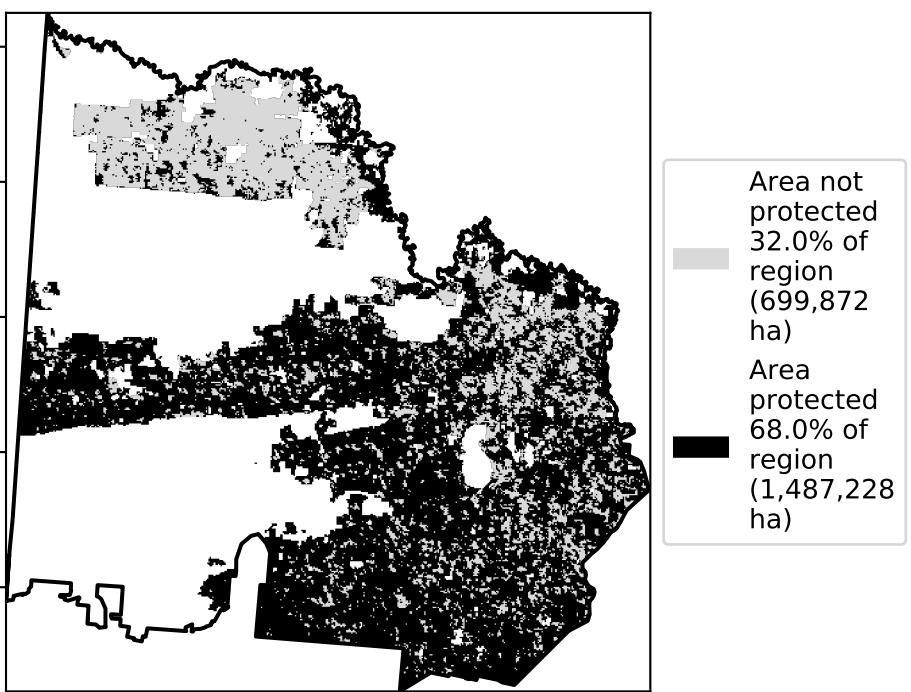 Area not
protected
32.0% of
region
(699,872
ha)
Area
protected
68.0% of
region
(1,487,228
ha)